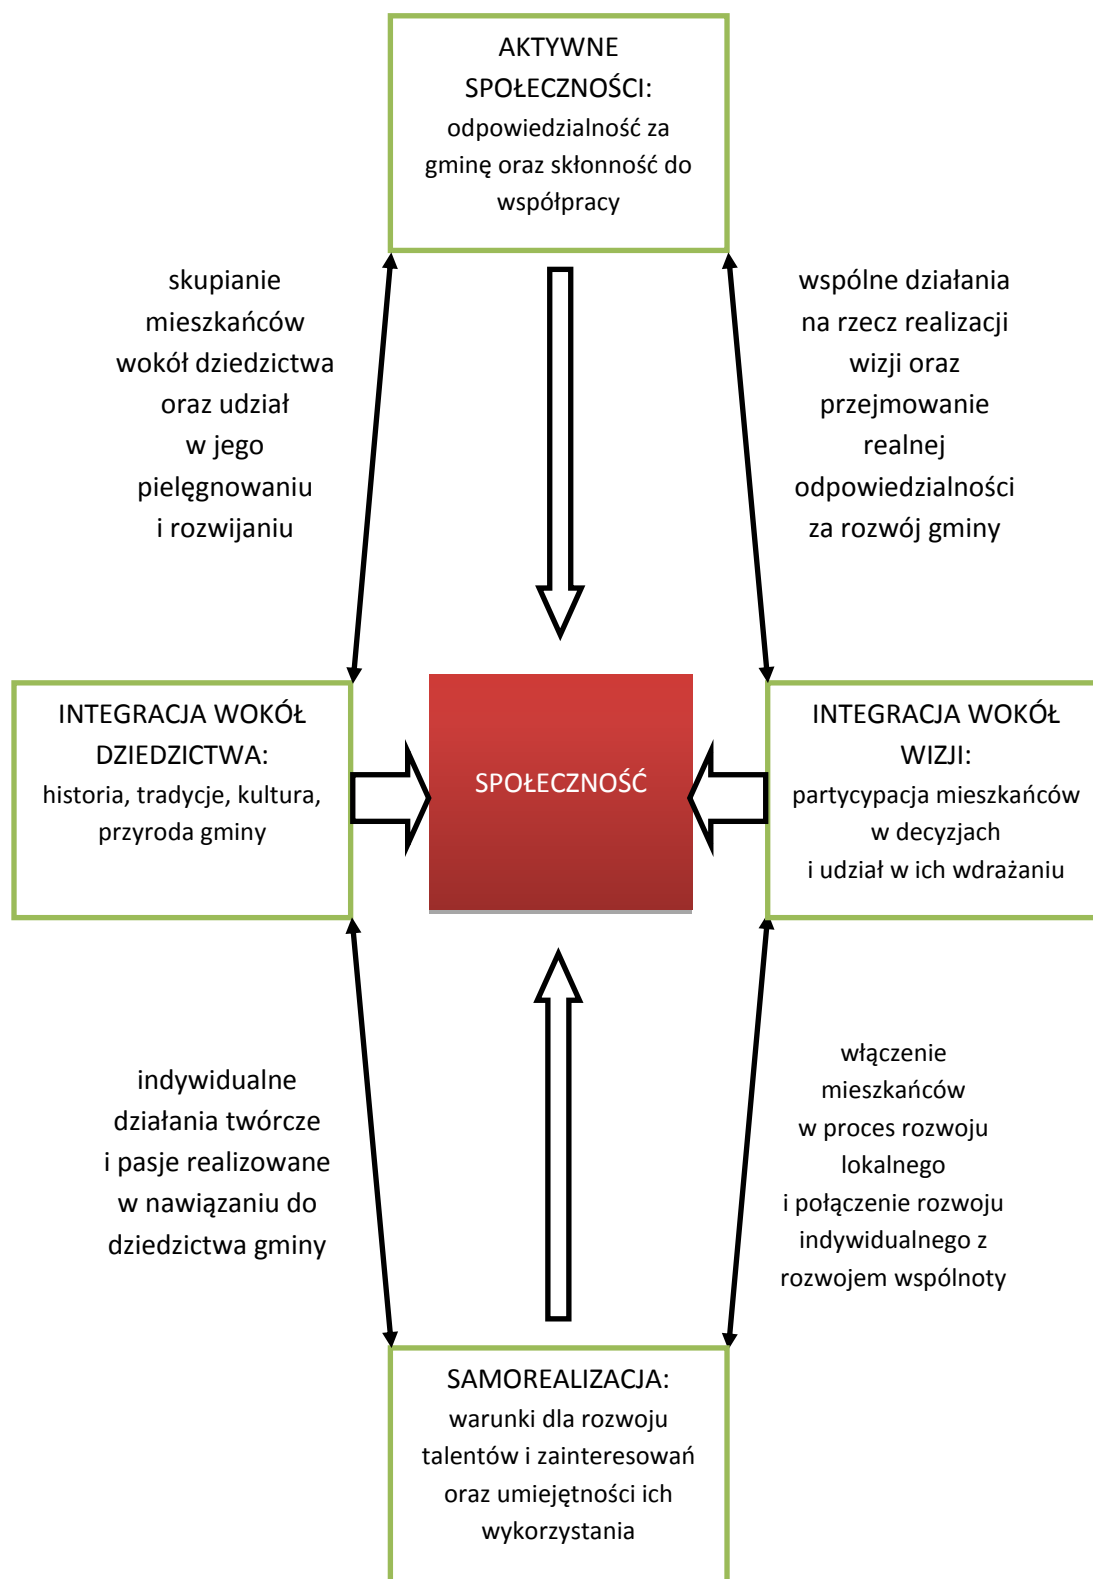 AKTYWNE
SPOŁECZNOŚCI:
odpowiedzialność za
gminę oraz skłonność do
współpracy
skupianie
mieszkańców
wokół dziedzictwa
oraz udział
w jego
pielęgnowaniu
i rozwijaniu
wspólne działania
na rzecz realizacji
wizji oraz
przejmowanie
realnej
odpowiedzialności
za rozwój gminy
INTEGRACJA WOKÓŁ
DZIEDZICTWA:
historia, tradycje, kultura,
przyroda gminy
SPOŁECZNOŚĆ
INTEGRACJA WOKÓŁ
WIZJI:
partycypacja mieszkańców
w decyzjach
i udział w ich wdrażaniu
indywidualne
działania twórcze
i pasje realizowane
w nawiązaniu do
dziedzictwa gminy
włączenie
mieszkańców
w proces rozwoju
lokalnego
i połączenie rozwoju
indywidualnego z
rozwojem wspólnoty
SAMOREALIZACJA:
warunki dla rozwoju
talentów i zainteresowań
oraz umiejętności ich
wykorzystania